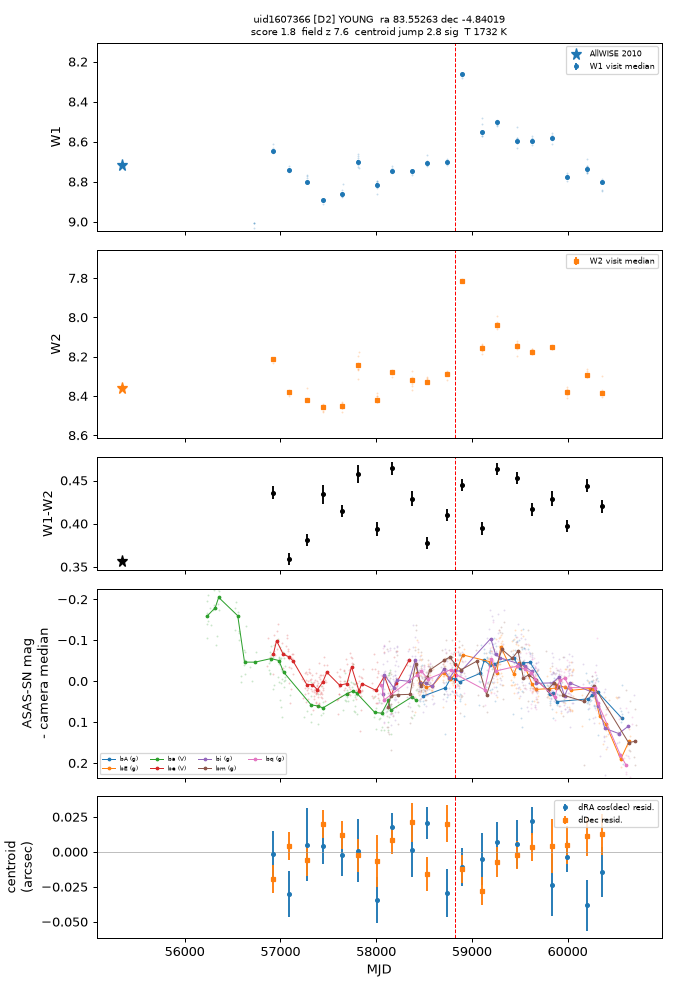 uid1607366 [D2] YOUNG  ra 83.55263 dec -4.84019
score 1.8  field z 7.6  centroid jump 2.8 sig  T 1732 K
AllWISE 2010
W1 visit median
8.2
8.4
8.6
8.8
9.0
W1
W2 visit median
7.8
8.0
8.2
8.4
8.6
W2
0.45
0.40
0.35
W1-W2
−0.2
−0.1
0.0
0.1
0.2
ASAS-SN mag
- camera median
bA (g)
bE (g)
ba (V)
be (V)
bi (g)
bm (g)
bq (g)
dRA cos(dec) resid.
dDec resid.
0.025
0.000
−0.025
−0.050
centroid
(arcsec)
56000
57000
58000
59000
60000
MJD